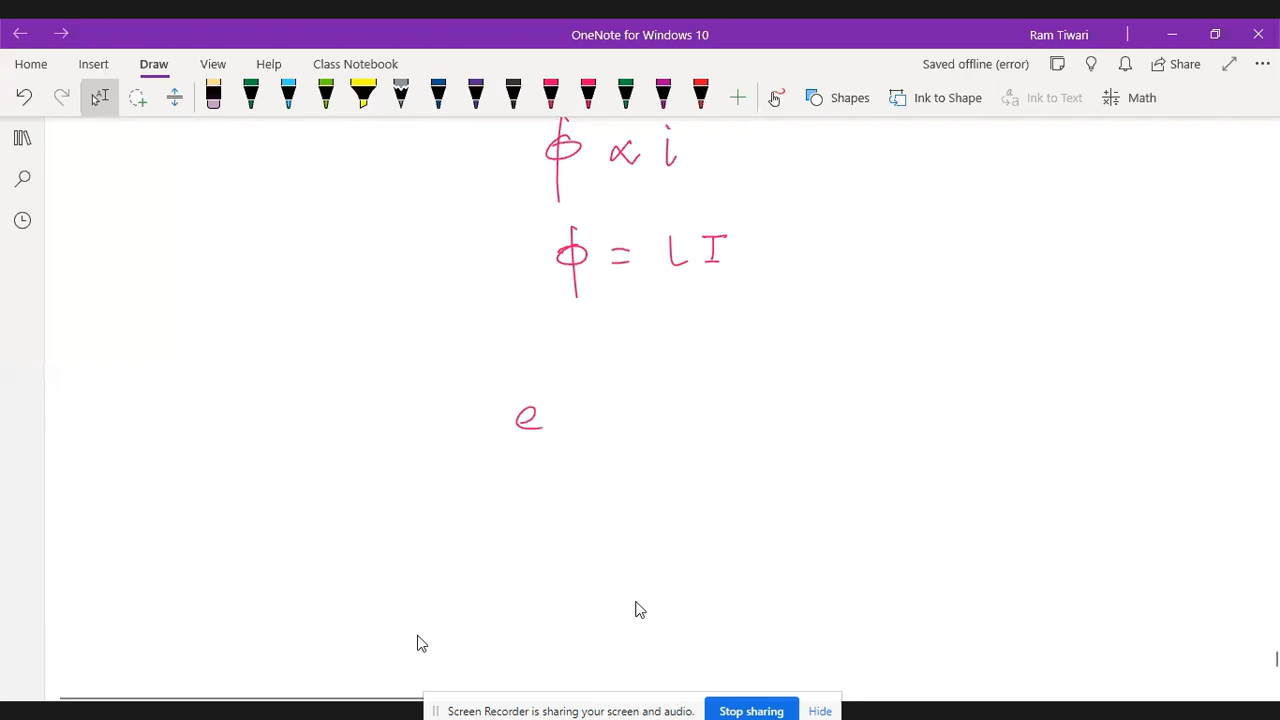 OneNote for Windows 10
Ram Tiwari
Home Insert Draw View Help Class Notebook
Saved offline (error) Share
Shapes Ink to Shape Ink to Text Math
ϕ ∝ i
ϕ = L I
e
Screen Recorder is sharing your screen and audio. Stop sharing Hide